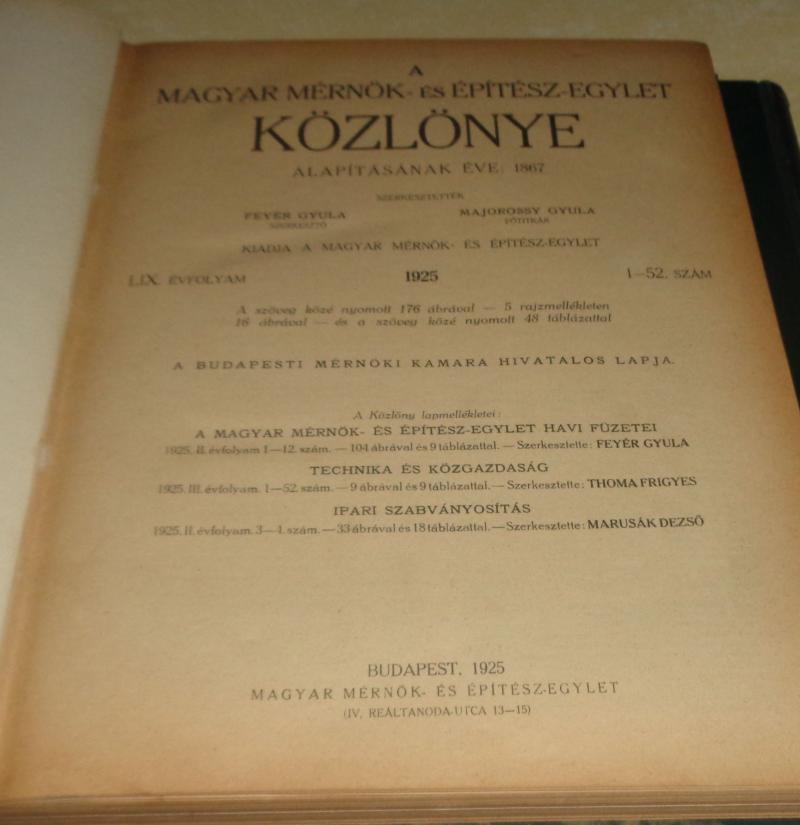 A
MAGYAR MÉRNÖK- ÉS ÉPÍTÉSZ-EGYLET
KÖZLÖNYE
ALAPÍTÁSÁNAK ÉVE: 1867
SZERKESZTETTÉK
FEYÉR GYULA MAJOROSSY GYULA
SZERKESZTŐ FŐTITKÁR
KIADJA A MAGYAR MÉRNÖK- ÉS ÉPÍTÉSZ-EGYLET
LIX. ÉVFOLYAM 1925 1—52. SZÁM
A szöveg közé nyomott 176 ábrával — 5 rajzmellékleten
16 ábrával — és a szöveg közé nyomott 48 táblázattal
A BUDAPESTI MÉRNÖKI KAMARA HIVATALOS LAPJA.
A Közlöny lapmellékletei:
A MAGYAR MÉRNÖK- ÉS ÉPÍTÉSZ-EGYLET HAVI FÜZETEI
1925. II. évfolyam 1—12. szám. — 104 ábrával és 9 táblázattal. — Szerkesztette: FEYÉR GYULA
TECHNIKA ÉS KÖZGAZDASÁG
1925. III. évfolyam. 1—52. szám. — 9 ábrával és 9 táblázattal. — Szerkesztette: THOMA FRIGYES
IPARI SZABVÁNYOSÍTÁS
1925. II. évfolyam. 3—4. szám. — 33 ábrával és 18 táblázattal. — Szerkesztette: MARUSÁK DEZSŐ
BUDAPEST, 1925
MAGYAR MÉRNÖK- ÉS ÉPÍTÉSZ-EGYLET
(IV, REÁLTANODA-UTCA 13—15)